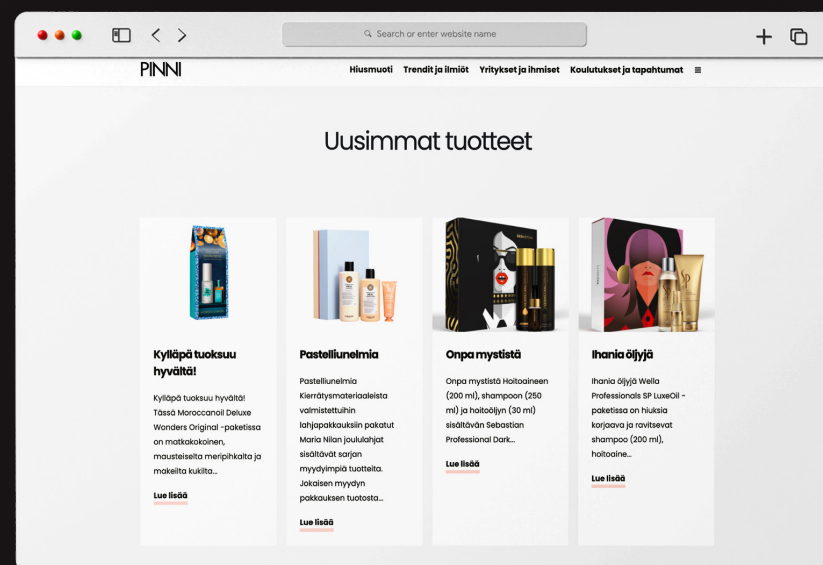 Search or enter website name
PINNI
Hiusmuoti Trendit ja ilmiöt Yritykset ja ihmiset Koulutukset ja tapahtumat
Uusimmat tuotteet
Kylläpä tuoksuu
hyvältä!
Kylläpä tuoksuu hyvältä!
Tässä Moroccanoil Deluxe
Wonders Original -paketissa
on matkakokoinen,
mausteiselta meripihkalta ja
makeilta kukilta...
Lue lisää
Pastelliunelmia
Pastelliunelmia
Kierrätysmateriaaleista
valmistettuihin
lahjapakkauksiin pakatut
Maria Nilan joululahjat
sisältävät sarjan
myydyimpiä tuotteita.
Jokaisen myydyn
pakkauksen tuotosta...
Lue lisää
Onpa mystistä
Onpa mystistä Hoitoaineen
(200 ml), shampoon (250
ml) ja hoitoöljyn (30 ml)
sisältävän Sebastian
Professional Dark...
Lue lisää
Ihania öljyjä
Ihania öljyjä Wella
Professionals SP LuxeOil -
paketissa on hiuksia
korjaava ja ravitsevat
shampoo (200 ml),
hoitoaine...
Lue lisää
SP
SP